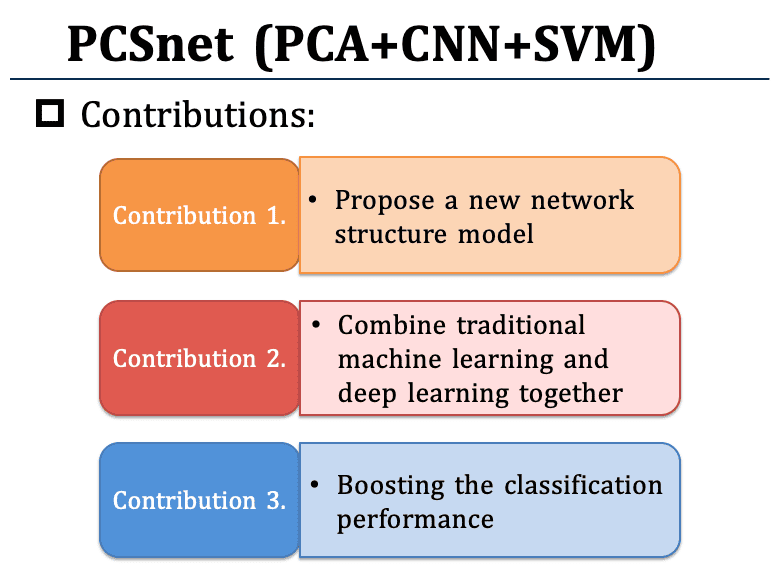 PCSnet (PCA+CNN+SVM)
Contributions:
Contribution 1.
• Propose a new network
structure model
Contribution 2.
• Combine traditional
machine learning and
deep learning together
Contribution 3.
• Boosting the classification
performance